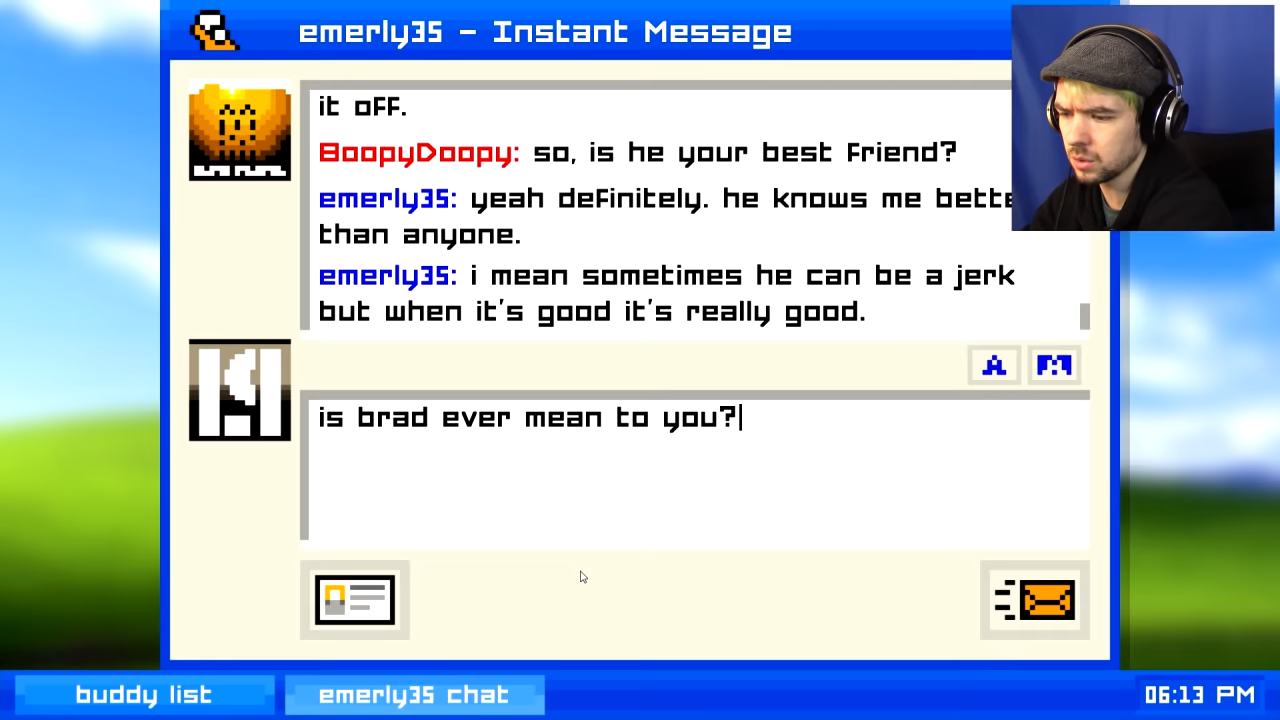 emerly35 - Instant Message
it off.
BoopyDoopy: so, is he your best friend?
emerly35: yeah definitely. he knows me bette
than anyone.
emerly35: i mean sometimes he can be a jerk
but when it's good it's really good.
A
is brad ever mean to you?
buddy list
emerly35 chat
06:13 PM